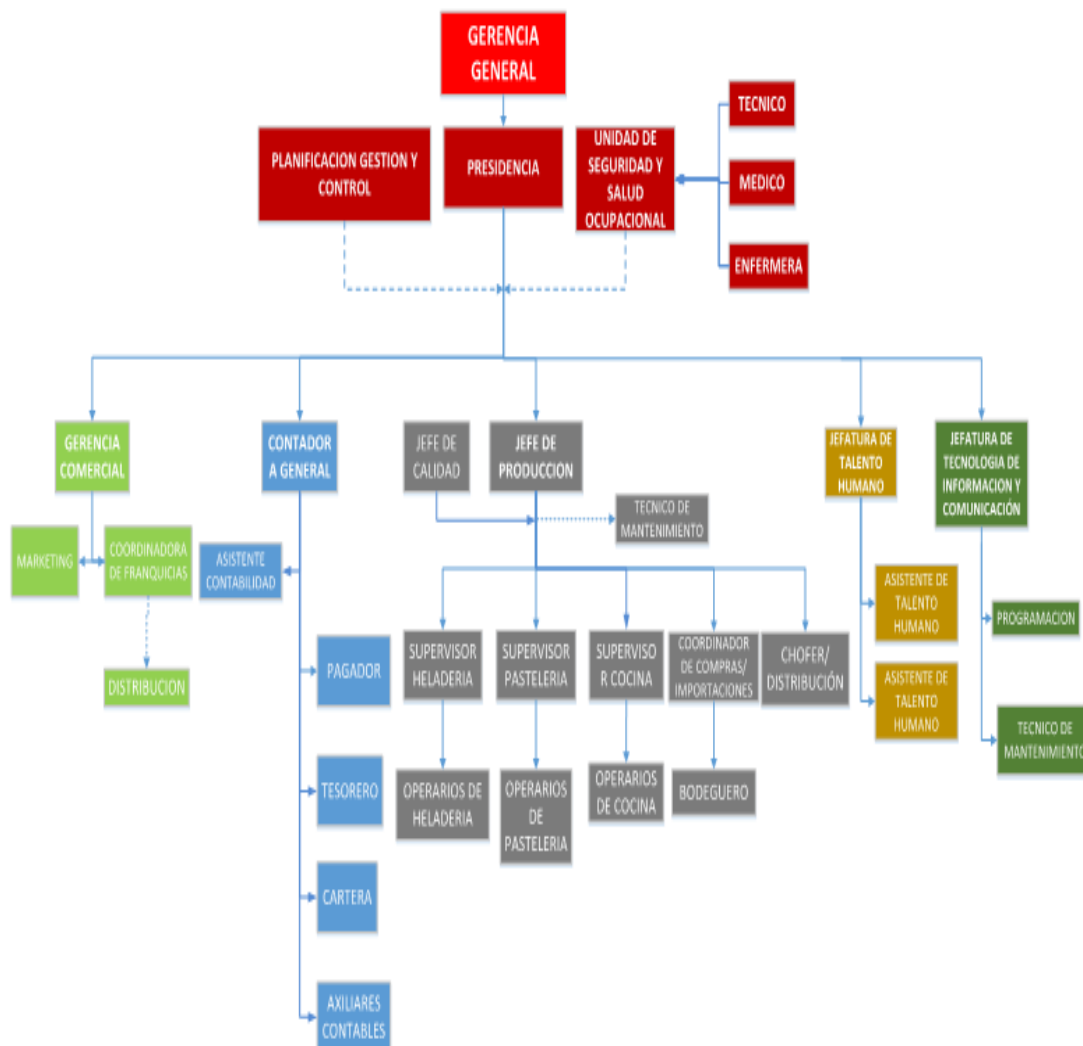 GERENCIA
GENERAL
PLANIFICACION GESTION Y
CONTROL
PRESIDENCIA
UNIDAD DE
SEGURIDAD Y
SALUD
OCUPACIONAL
TECNICO
MEDICO
ENFERMERA
GERENCIA
COMERCIAL
CONTADOR
A GENERAL
JEFE DE
CALIDAD
JEFE DE
PRODUCCION
JEFATURA DE
TALENTO
HUMANO
JEFATURA DE
TECNOLOGIA DE
INFORMACION Y
COMUNICACIÓN
TECNICO DE
MANTENIMIENTO
MARKETING
COORDINADORA
DE FRANQUICIAS
ASISTENTE
CONTABILIDAD
DISTRIBUCION
PAGADOR
TESORERO
CARTERA
AXILIARES
CONTABLES
SUPERVISOR
HELADERIA
SUPERVISOR
PASTELERIA
SUPERVISO
R COCINA
COORDINADOR
DE COMPRAS/
IMPORTACIONES
CHOFER/
DISTRIBUCIÓN
OPERARIOS DE
HELADERIA
OPERARIOS
DE
PASTELERIA
OPERARIOS
DE COCINA
BODEGUERO
ASISTENTE DE
TALENTO
HUMANO
ASISTENTE DE
TALENTO
HUMANO
PROGRAMACION
TECNICO DE
MANTENIMIENTO